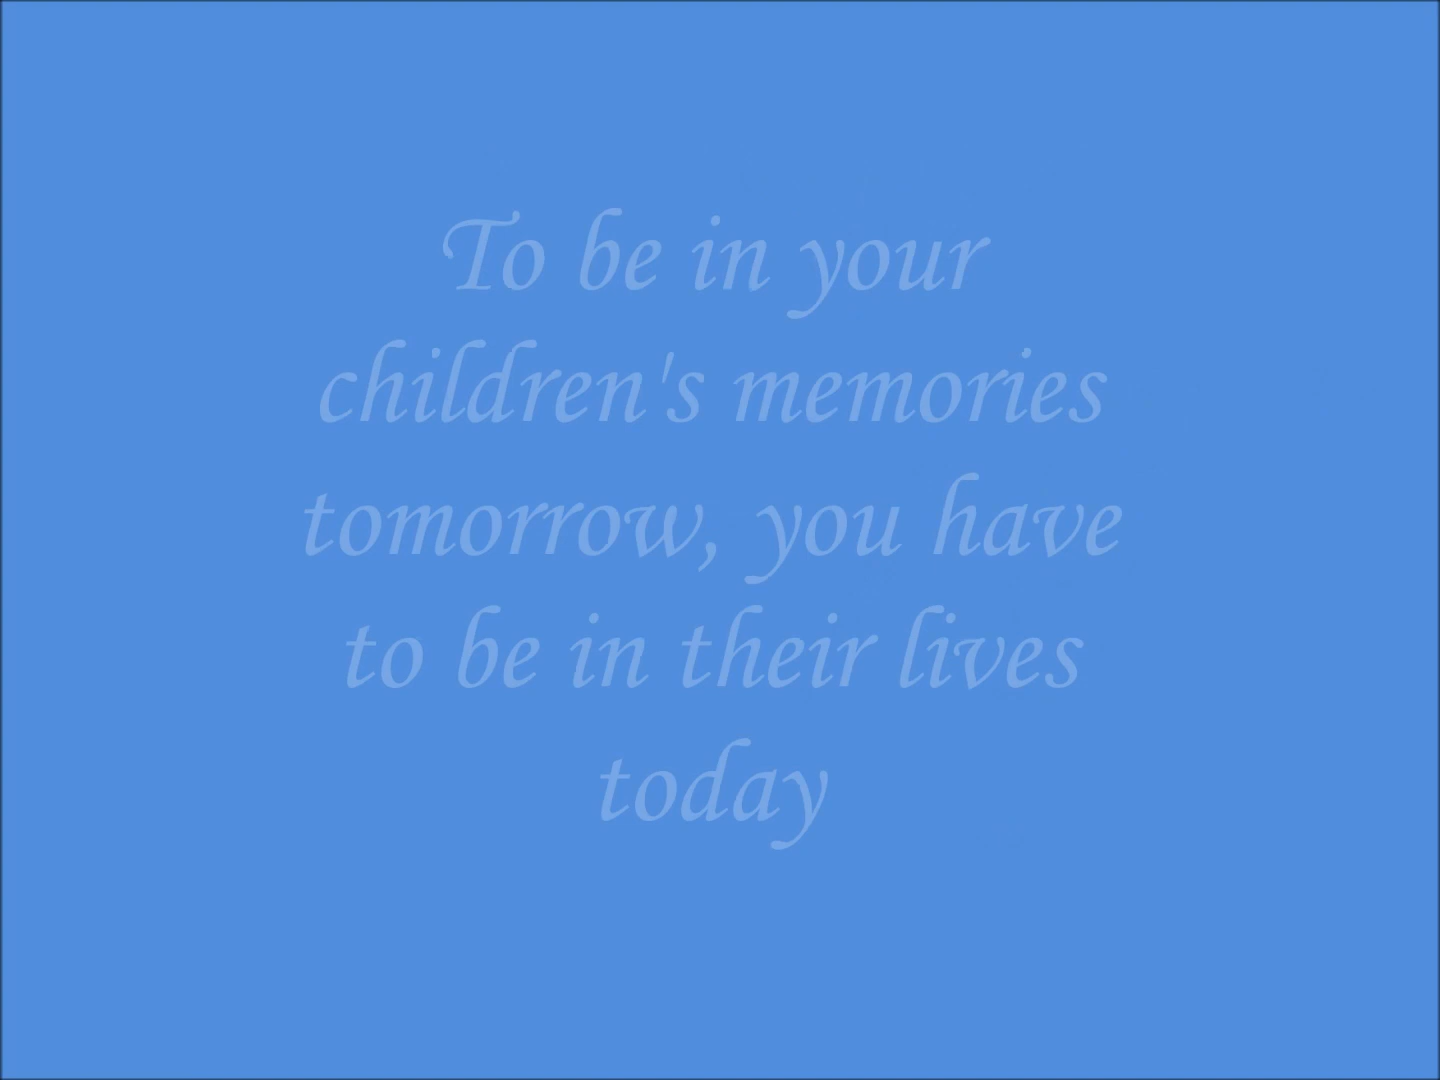 To be in your
children's memories
tomorrow, you have
to be in their lives
today